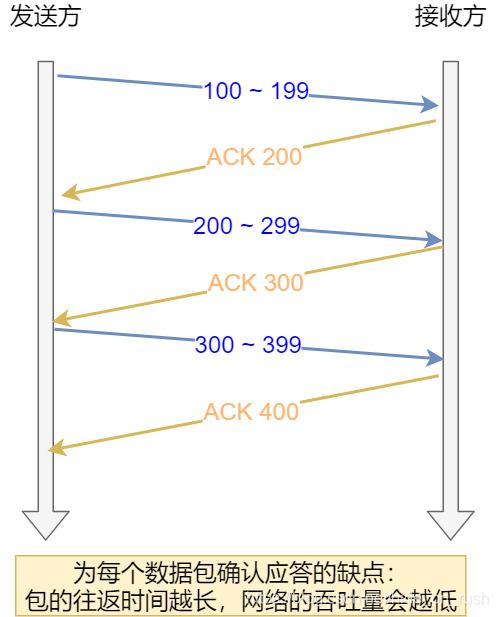 发送方 接收方
100 ~ 199
ACK 200
200 ~ 299
ACK 300
300 ~ 399
ACK 400
为每个数据包确认应答的缺点：
包的往返时间越长，网络的吞吐量会越低